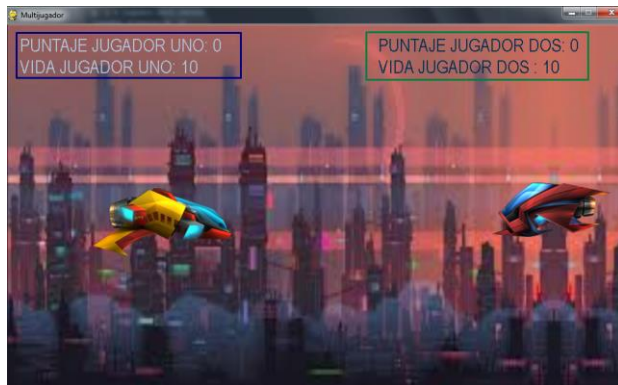 Multijugador
PUNTAJE JUGADOR UNO: 0
VIDA JUGADOR UNO: 10
PUNTAJE JUGADOR DOS: 0
VIDA JUGADOR DOS : 10